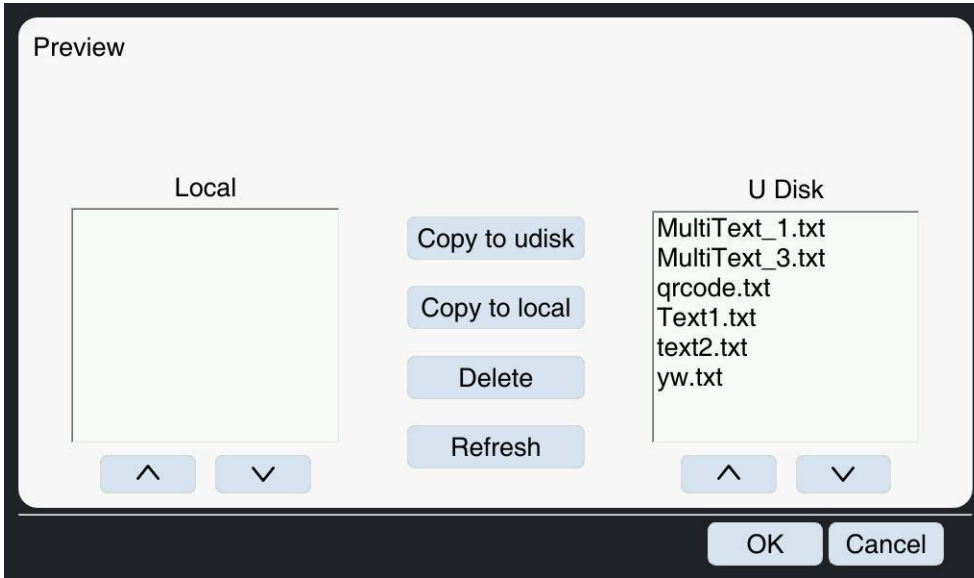 Preview
Local
U Disk
MultiText_1.txt
MultiText_3.txt
qrcode.txt
Text1.txt
text2.txt
yw.txt
Copy to udisk
Copy to local
Delete
Refresh
OK
Cancel